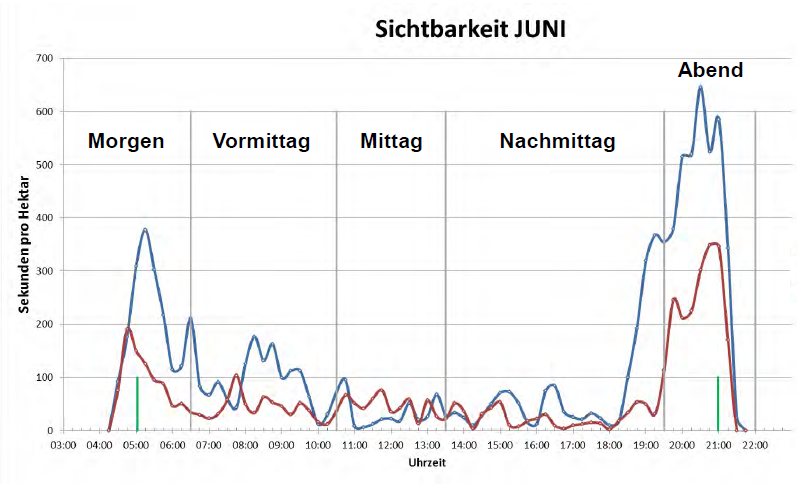 Sichtbarkeit JUNI
700
600
500
400
300
200
100
0
Sekunden pro Hektar
Morgen
Vormittag
Mittag
Nachmittag
Abend
03:00 04:00 05:00 06:00 07:00 08:00 09:00 10:00 11:00 12:00 13:00 14:00 15:00 16:00 17:00 18:00 19:00 20:00 21:00 22:00
Uhrzeit